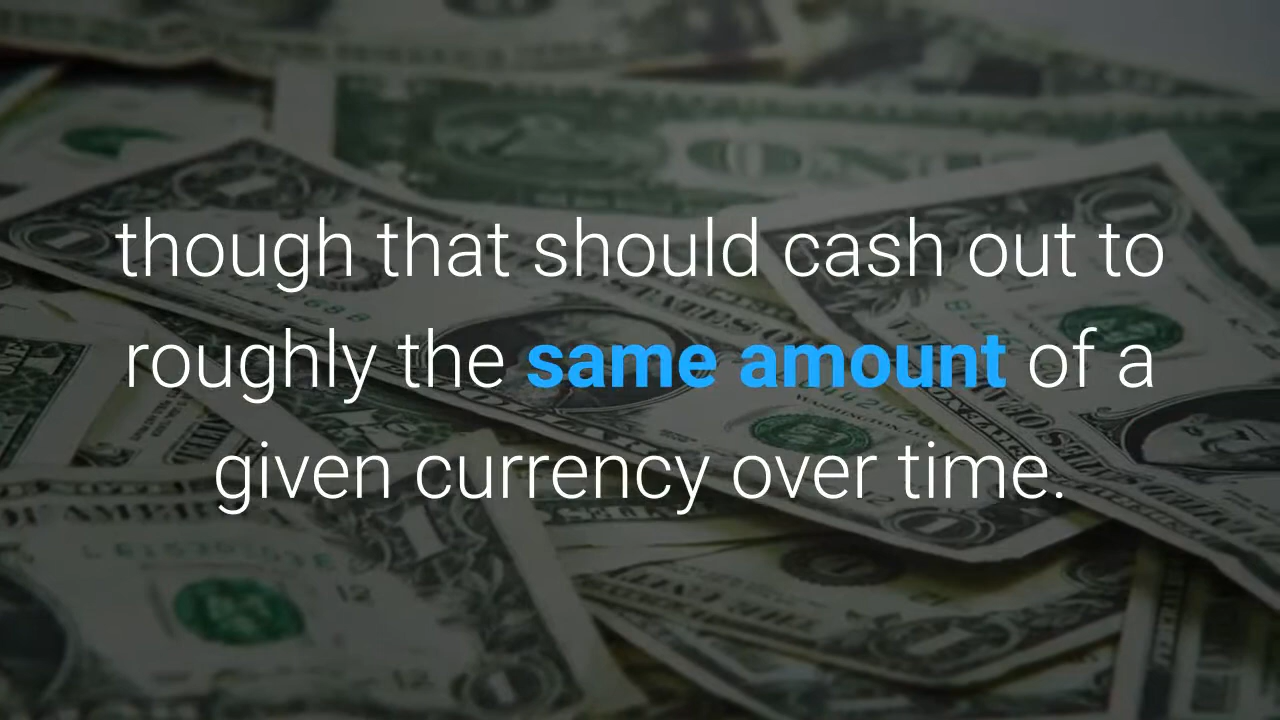 though that should cash out to
roughly the same amount of a
given currency over time.